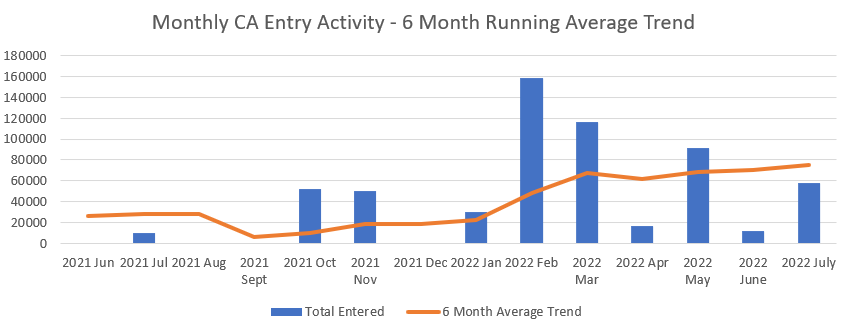 Monthly CA Entry Activity - 6 Month Running Average Trend
180000
160000
140000
120000
100000
80000
60000
40000
20000
0
2021 Jun 2021 Jul 2021 Aug 2021 2021 Oct 2021 2021 Dec 2022 Jan 2022 Feb 2022 2022 Apr 2022 2022 2022 July
Sept Nov Mar May June
Total Entered 6 Month Average Trend